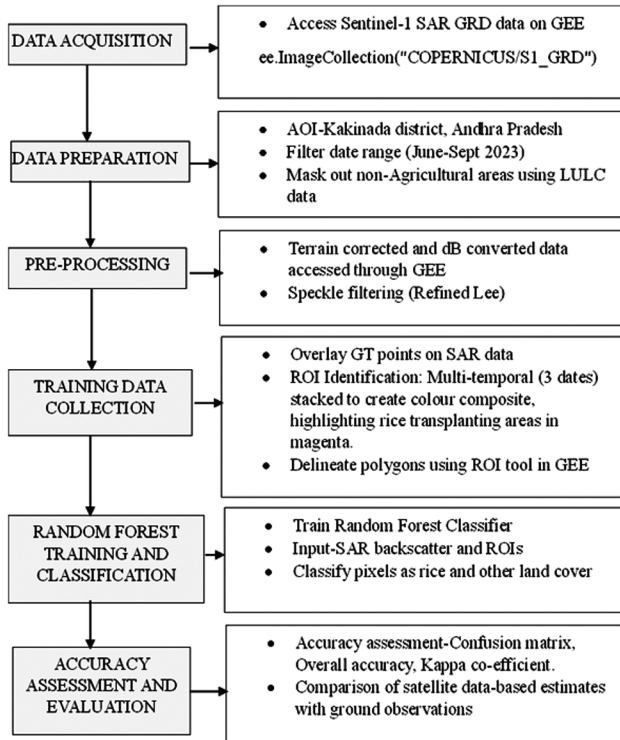 DATA ACQUISITION
● Access Sentinel-1 SAR GRD data on GEE
ee.ImageCollection("COPERNICUS/S1_GRD")
DATA PREPARATION
● AOI-Kakinada district, Andhra Pradesh
● Filter date range (June-Sept 2023)
● Mask out non-Agricultural areas using LULC
data
PRE-PROCESSING
● Terrain corrected and dB converted data
accessed through GEE
● Speckle filtering (Refined Lee)
TRAINING DATA
COLLECTION
● Overlay GT points on SAR data
● ROI Identification: Multi-temporal (3 dates)
stacked to create colour composite,
highlighting rice transplanting areas in
magenta.
● Delineate polygons using ROI tool in GEE
RANDOM FOREST
TRAINING AND
CLASSIFICATION
● Train Random Forest Classifier
● Input-SAR backscatter and ROIs
● Classify pixels as rice and other land cover
ACCURACY
ASSESSMENT AND
EVALUATION
● Accuracy assessment-Confusion matrix,
Overall accuracy, Kappa co-efficient.
● Comparison of satellite data-based estimates
with ground observations